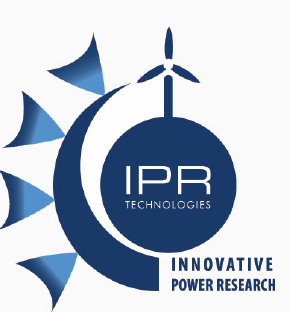 IPR
TECHNOLOGIES
INNOVATIVE
POWER RESEARCH